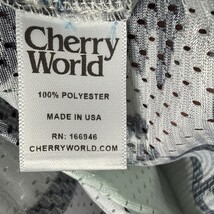 Cherry
World
100% POLYESTER
MADE IN USA
RN: 166946
CHERRYWORLD.COM